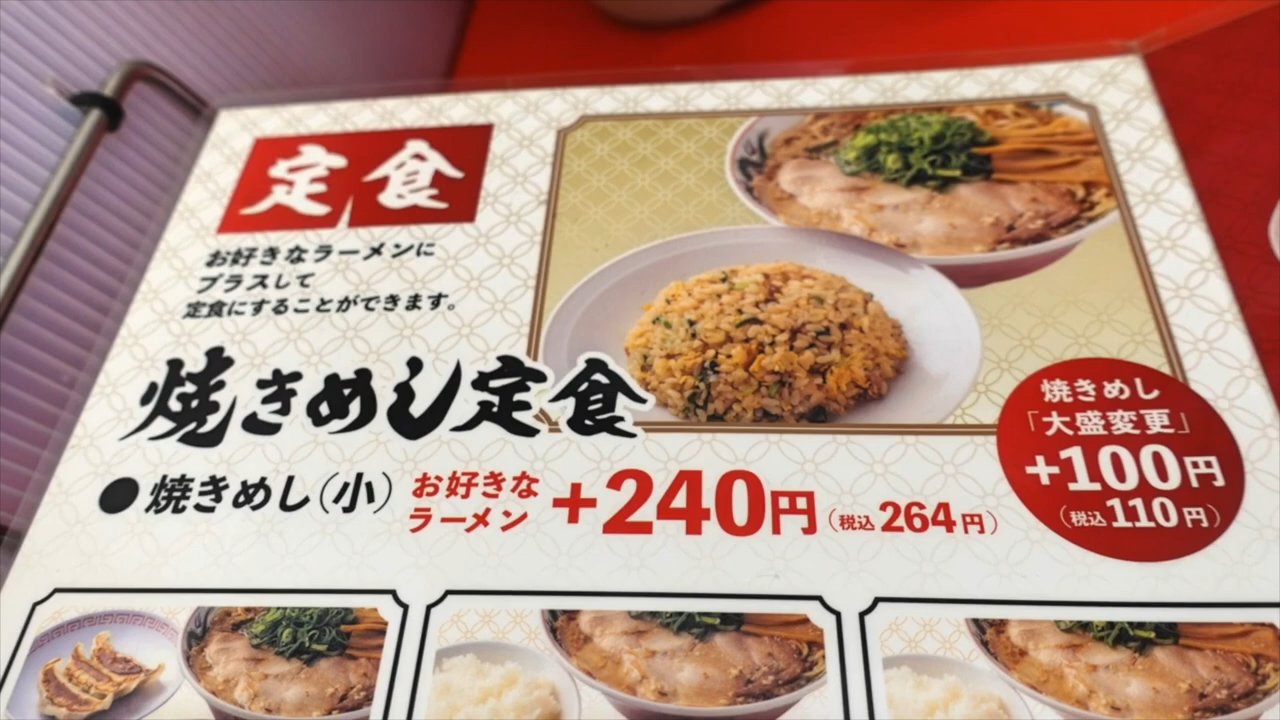 定食
お好きなラーメンに
プラスして
定食にすることができます。
焼きめし定食
●焼きめし(小) お好きな
ラーメン +240円(税込264円)
焼きめし
「大盛変更」
+100円
(税込110円)